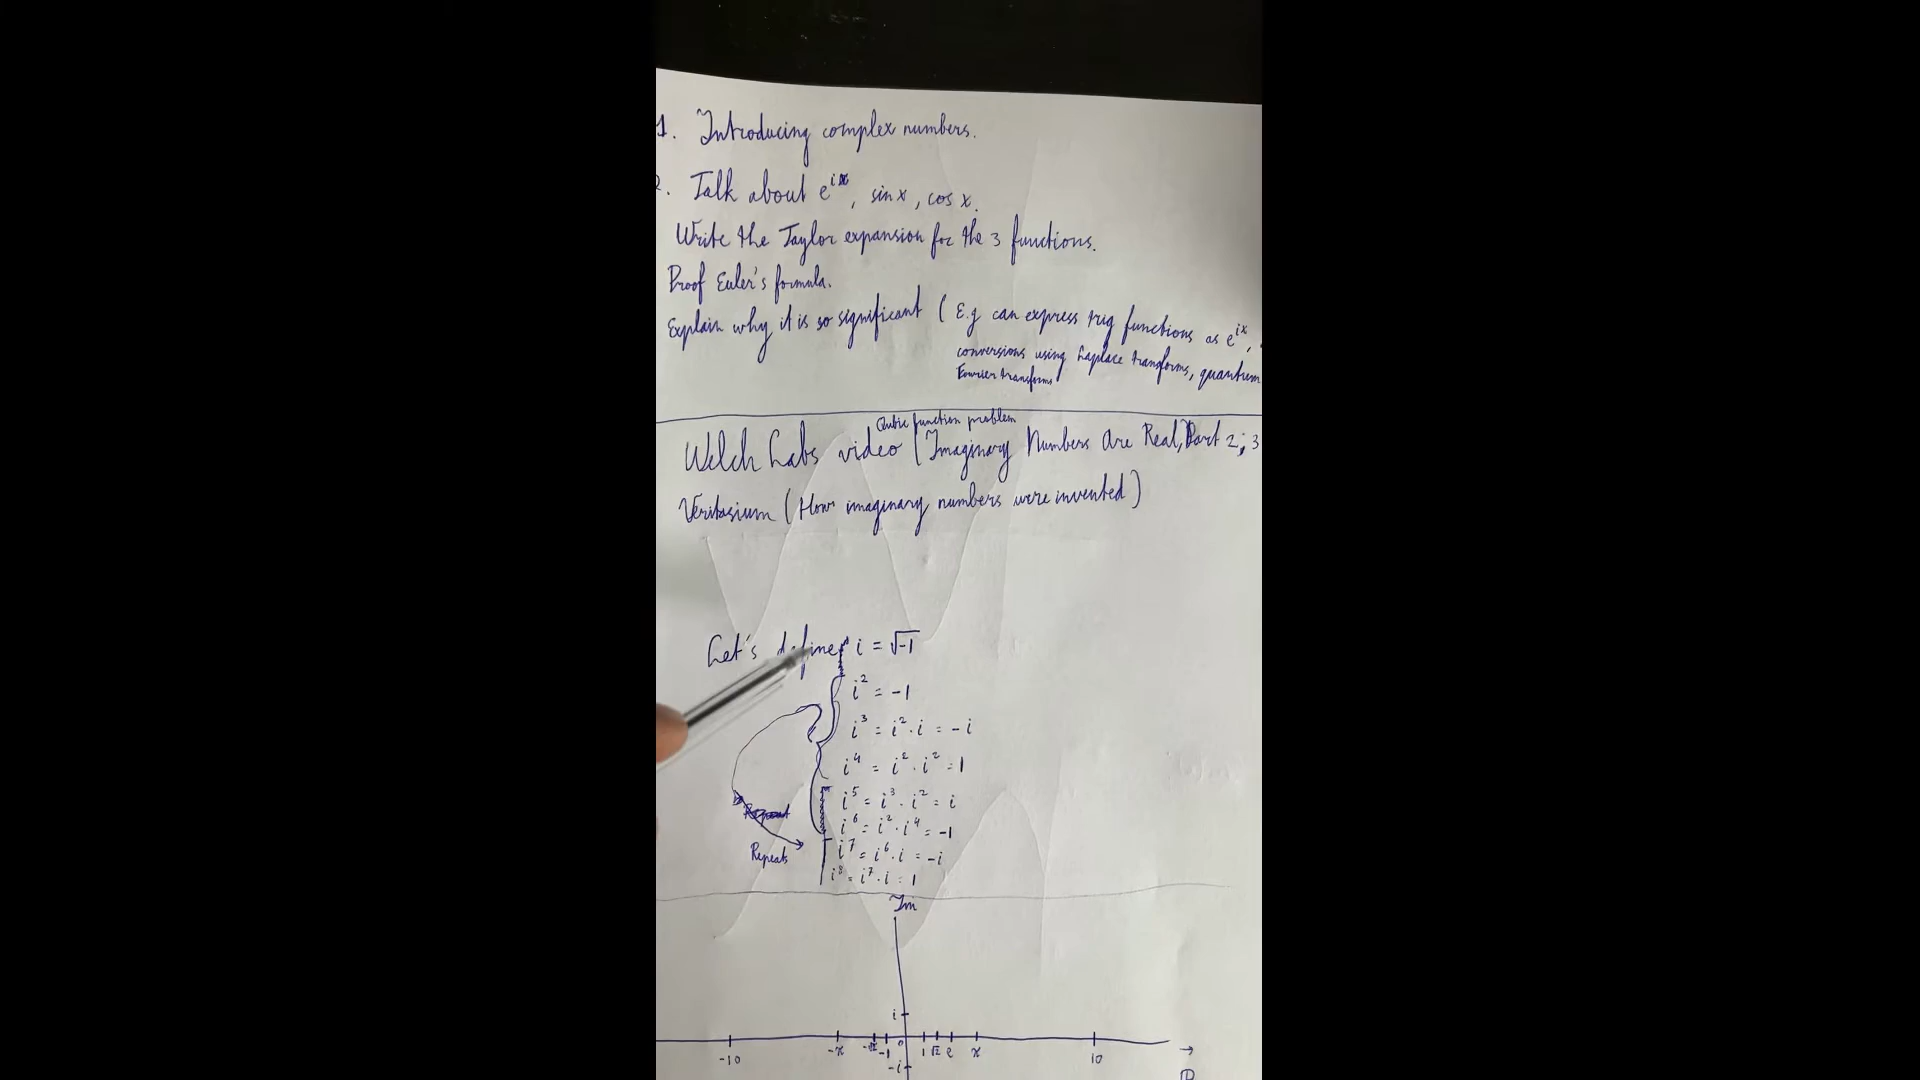 1. Introducing complex numbers.
2. Talk about e^ix, sin x, cos x.
Write the Taylor expansion for the 3 functions.
Proof Euler's formula.
Explain why it is so significant ( E.g can express trig functions as e^ix,
conversions using Laplace transforms, quantum
Fourier transforms
Qubic function problem
Welch Labs video (Imaginary Numbers Are Real, Part 2, 3
Veritasium (How imaginary numbers were invented)
Let's define i = √-1
i² = -1
i³ = i² · i = -i
i⁴ = i² · i² = 1
i⁵ = i³ · i² = i
i⁶ = i² · i⁴ = -1
i⁷ = i⁶ · i = -i
Repeats
i⁸ = i⁷ · i = 1
Im
i
-10 -π -√2 -1 0 1 √2 e π 10
-i